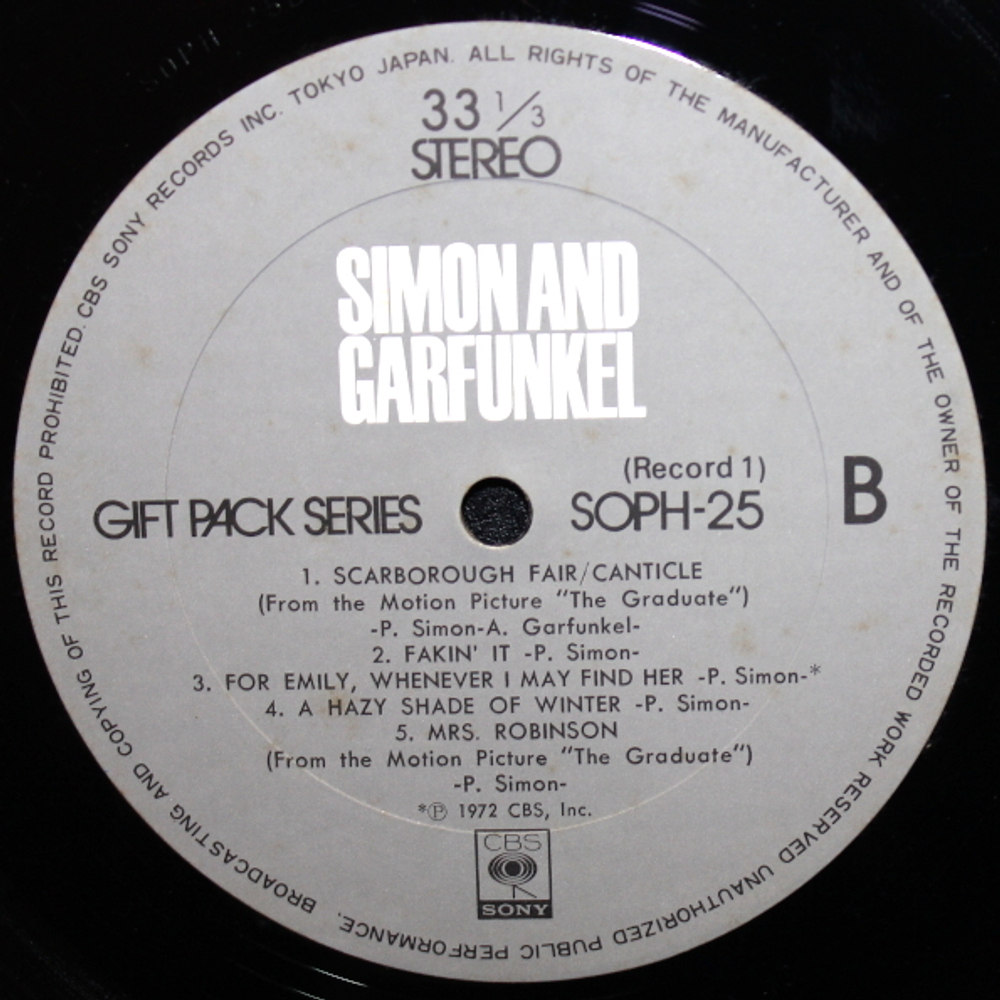 CBS SONY RECORDS INC. TOKYO JAPAN. ALL RIGHTS OF THE MANUFACTURER AND OF THE OWNER OF THE RECORDED WORK RESERVED UNAUTHORIZED PUBLIC PERFORMANCE. BROADCASTING AND COPYING OF THIS RECORD PROHIBITED.
33 1/3
STEREO
SIMON AND
GARFUNKEL
(Record 1)
GIFT PACK SERIES SOPH-25 B
1. SCARBOROUGH FAIR/CANTICLE
(From the Motion Picture "The Graduate")
-P. Simon-A. Garfunkel-
2. FAKIN' IT -P. Simon-
3. FOR EMILY, WHENEVER I MAY FIND HER -P. Simon-*
4. A HAZY SHADE OF WINTER -P. Simon-
5. MRS. ROBINSON
(From the Motion Picture "The Graduate")
-P. Simon-
*℗ 1972 CBS, Inc.
CBS
SONY